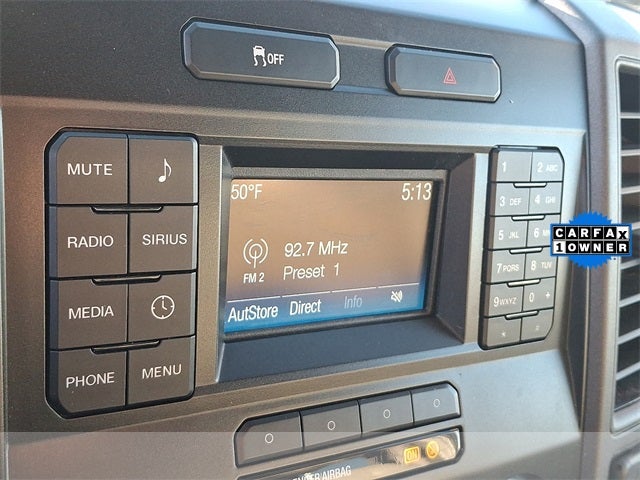 OFF
50°F 5:13
92.7 MHz
FM 2 Preset 1
AutStore Direct Info
MUTE
RADIO SIRIUS
MEDIA
PHONE MENU
1 2 ABC
3 DEF 4 GHI
5 JKL 6
7 PQRS 8 TUV
9 WXYZ 0 +
* #
CARFAX
1 OWNER
AIRBAG
ON